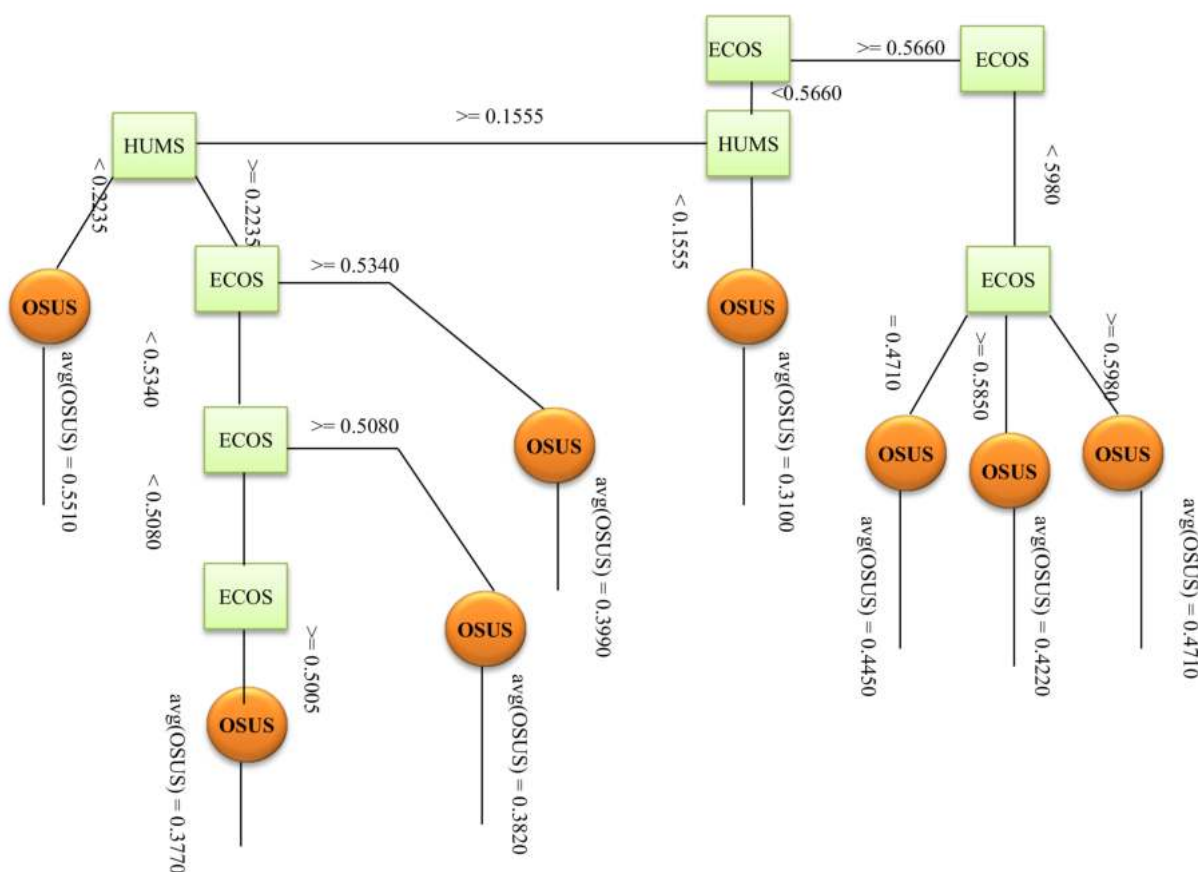 ECOS
>= 0.5660
ECOS
<0.5660
>= 0.1555
HUMS
HUMS
< 0.2235
>= 0.2235
< 0.1555
< 5980
ECOS
>= 0.5340
OSUS
OSUS
ECOS
avg(OSUS) = 0.5510
< 0.5340
avg(OSUS) = 0.3100
= 0.4710
>= 0.5850
>= 0.5980
ECOS
>= 0.5080
OSUS
OSUS
OSUS
OSUS
< 0.5080
avg(OSUS) = 0.3990
avg(OSUS) = 0.4450
avg(OSUS) = 0.4220
avg(OSUS) = 0.4710
ECOS
OSUS
>= 0.5005
avg(OSUS) = 0.3820
OSUS
avg(OSUS) = 0.3770